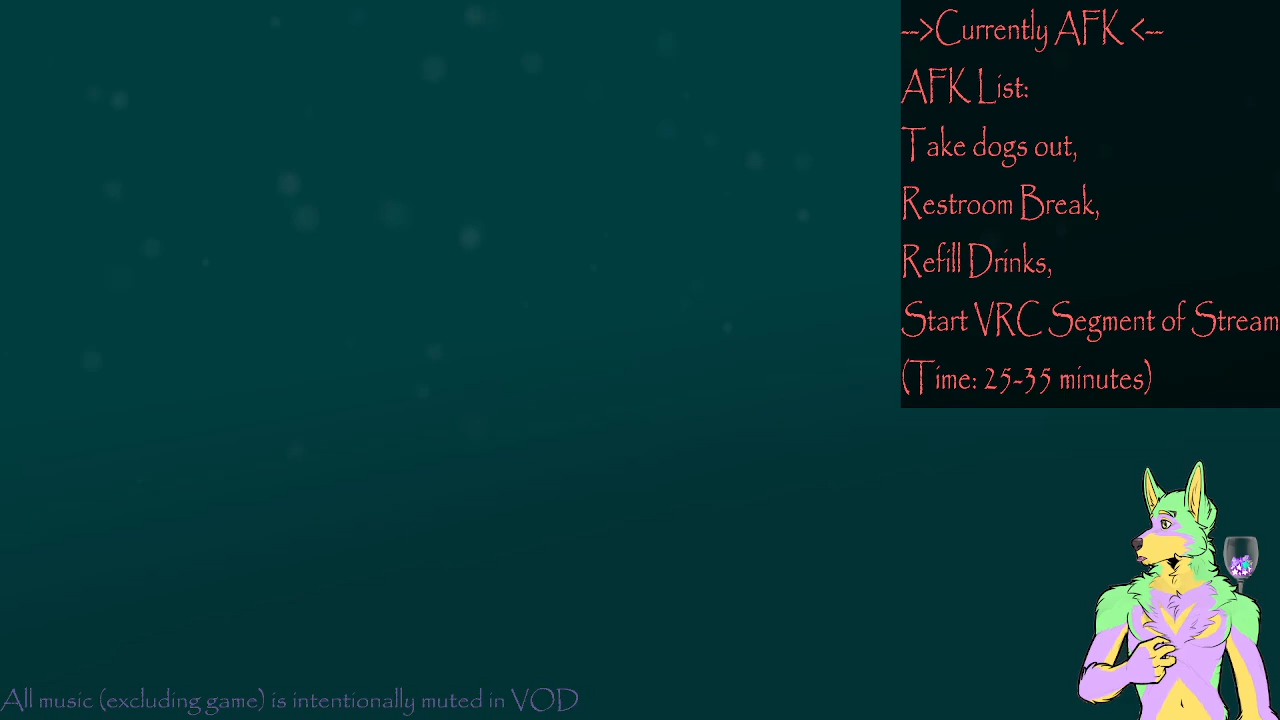 -->Currently AFK <--
AFK List:
Take dogs out,
Restroom Break,
Refill Drinks,
Start VRC Segment of Stream
(Time: 25-35 minutes)
All music (excluding game) is intentionally muted in VOD